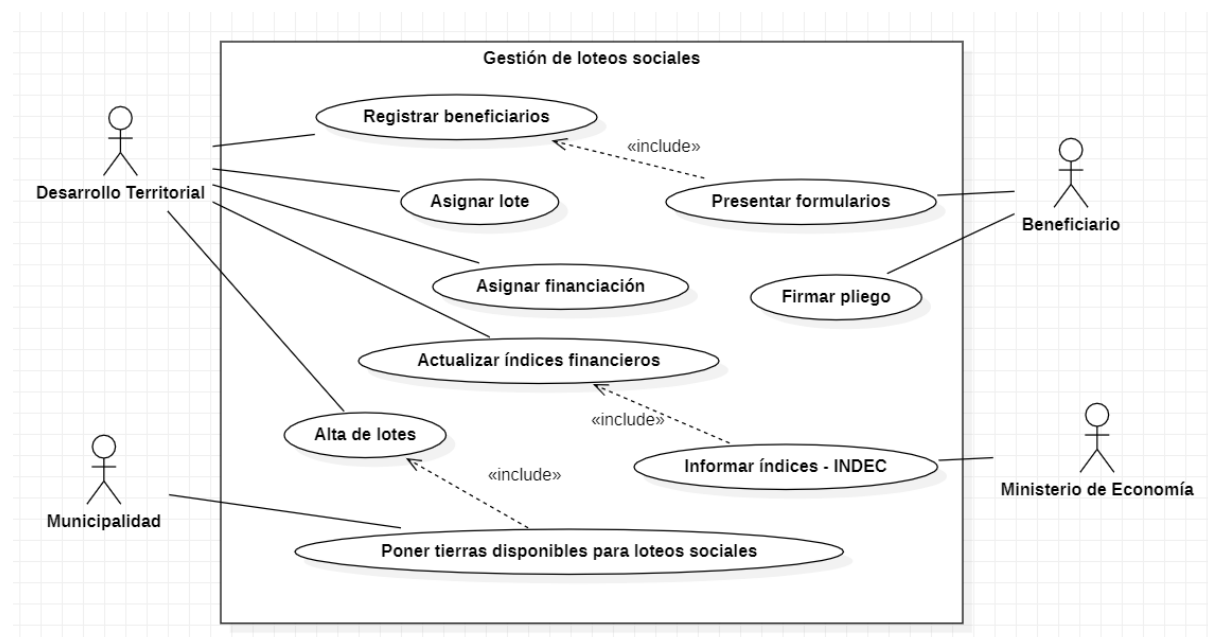 Gestión de loteos sociales
Registrar beneficiarios
«include»
Desarrollo Territorial
Asignar lote
Presentar formularios
Beneficiario
Asignar financiación
Firmar pliego
Actualizar índices financieros
«include»
Alta de lotes
Informar índices - INDEC
«include»
Ministerio de Economía
Municipalidad
Poner tierras disponibles para loteos sociales